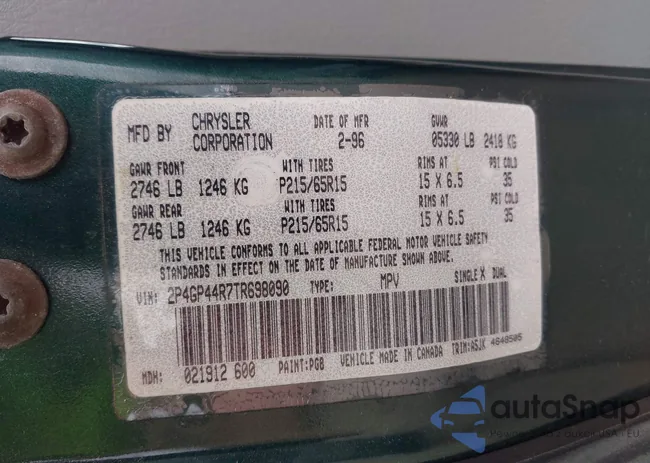 MFD BY CHRYSLER CORPORATION DATE OF MFR 2-96 GVWR 05330 LB 2418 KG
GAWR FRONT WITH TIRES RIMS AT PSI COLD
2746 LB 1246 KG P215/65R15 15 X 6.5 35
GAWR REAR WITH TIRES RIMS AT PSI COLD
2746 LB 1246 KG P215/65R15 15 X 6.5 35
THIS VEHICLE CONFORMS TO ALL APPLICABLE FEDERAL MOTOR VEHICLE SAFETY
STANDARDS IN EFFECT ON THE DATE OF MANUFACTURE SHOWN ABOVE.
VIN: 2P4GP44R7TR698090 TYPE: MPV SINGLE X DUAL
MDH: 021912 600 PAINT:PGB VEHICLE MADE IN CANADA TRIM:ASJK 4648505
autoSnap